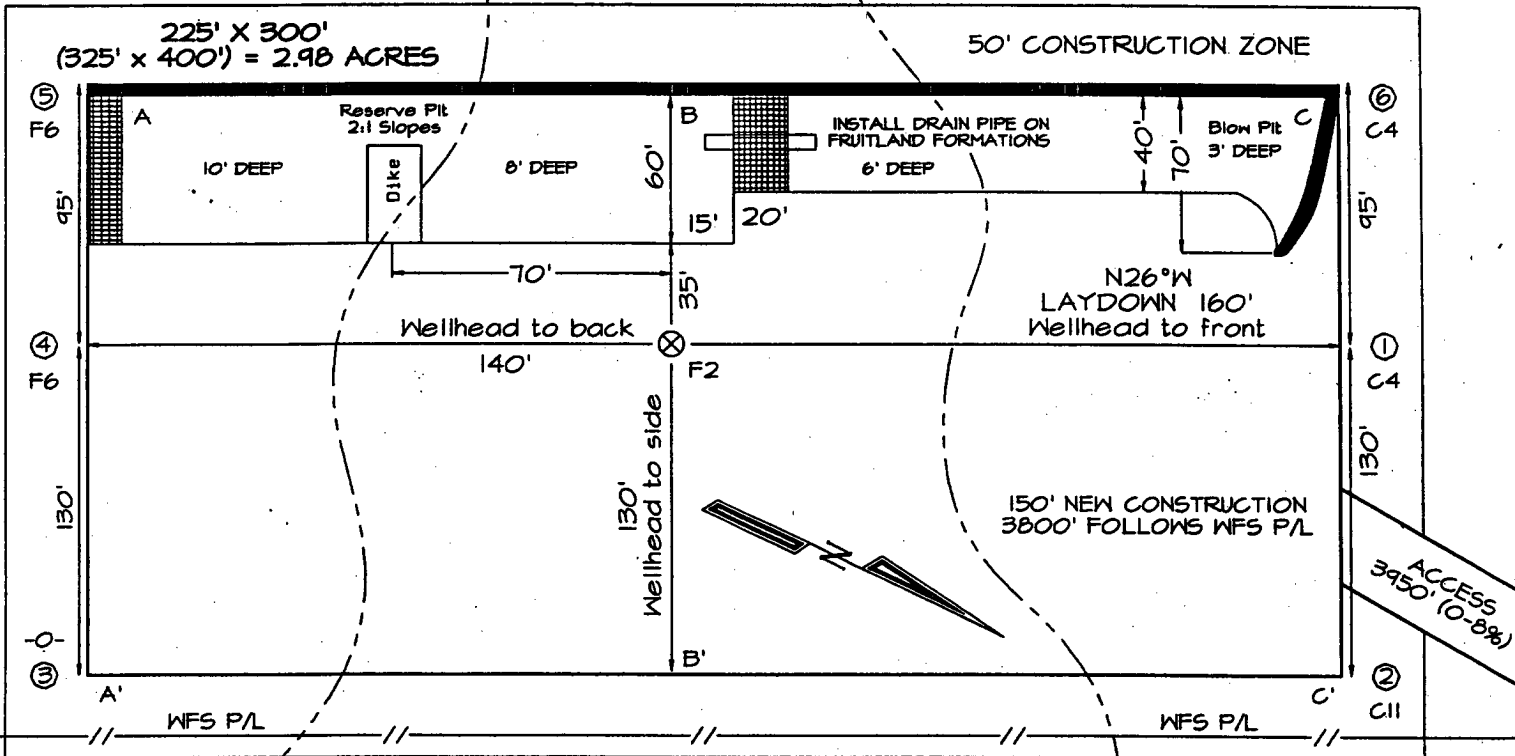 225' X 300'
(325' x 400') = 2.98 ACRES
50' CONSTRUCTION ZONE
⑤
F6
A
Reserve Pit
2:1 Slopes
10' DEEP
Dike
8' DEEP
B
60'
15'
20'
INSTALL DRAIN PIPE ON
FRUITLAND FORMATIONS
6' DEEP
40'
70'
Blow Pit
3' DEEP
C
⑥
C4
95'
95'
70'
35'
N26°W
LAYDOWN 160'
Wellhead to front
Wellhead to back
140'
④
F6
F2
①
C4
130'
Wellhead to side
130'
N
150' NEW CONSTRUCTION
3800' FOLLOWS WFS P/L
130'
ACCESS
3950' (0-8%)
-0-
③
A'
B'
C'
②
C11
WFS P/L
WFS P/L